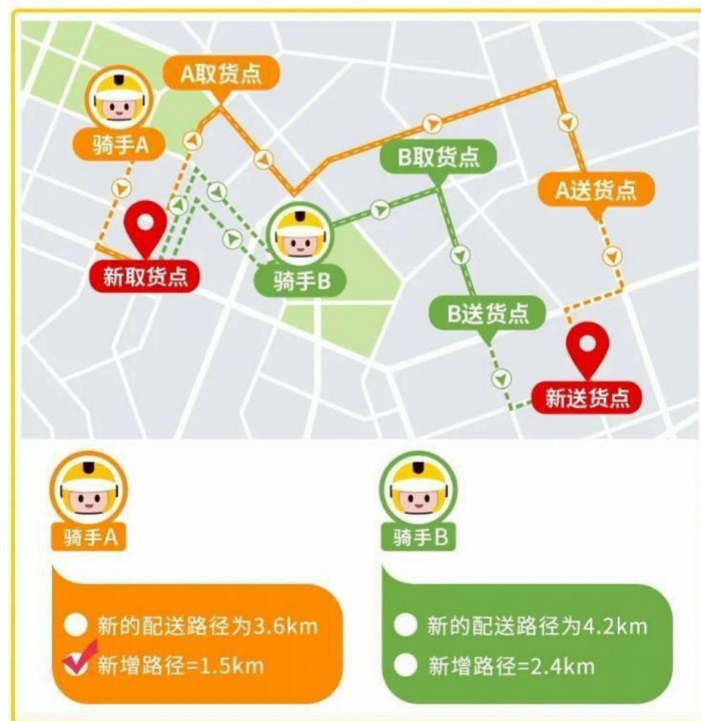 A取货点
骑手A
B取货点
A送货点
新取货点
骑手B
B送货点
新送货点
骑手A
骑手B
新的配送路径为3.6km
新增路径=1.5km
新的配送路径为4.2km
新增路径=2.4km